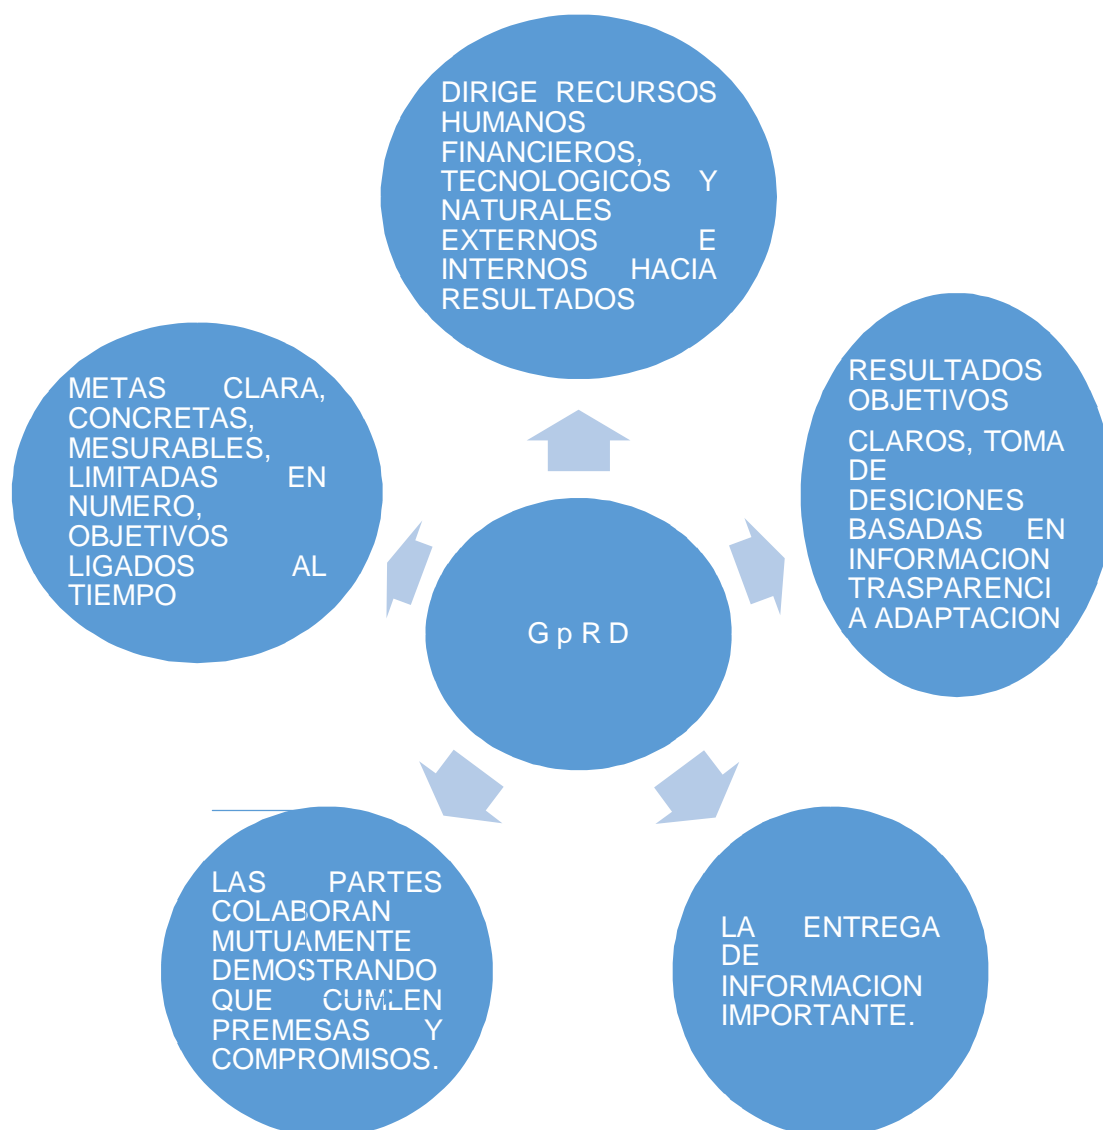 DIRIGE RECURSOS
HUMANOS
FINANCIEROS,
TECNOLOGICOS Y
NATURALES
EXTERNOS E
INTERNOS HACIA
RESULTADOS
METAS CLARA,
CONCRETAS,
MESURABLES,
LIMITADAS EN
NUMERO,
OBJETIVOS
LIGADOS AL
TIEMPO
RESULTADOS
OBJETIVOS
CLAROS, TOMA
DE
DESICIONES
BASADAS EN
INFORMACION
TRASPARENCI
A ADAPTACION
G p R D
LAS PARTES
COLABORAN
MUTUAMENTE
DEMOSTRANDO
QUE CUMLEN
PREMESAS Y
COMPROMISOS.
LA ENTREGA
DE
INFORMACION
IMPORTANTE.